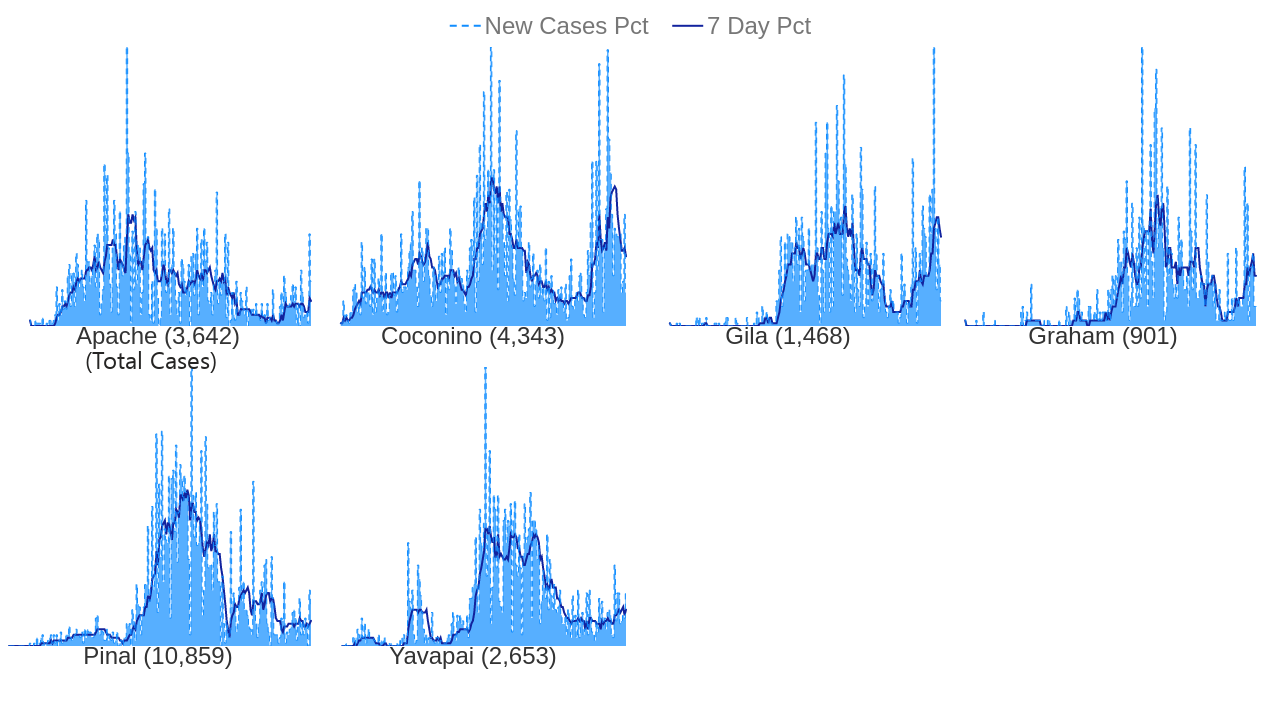 New Cases Pct 7 Day Pct
Apache (3,642) Coconino (4,343) Gila (1,468) Graham (901)
(Total Cases)
Pinal (10,859) Yavapai (2,653)